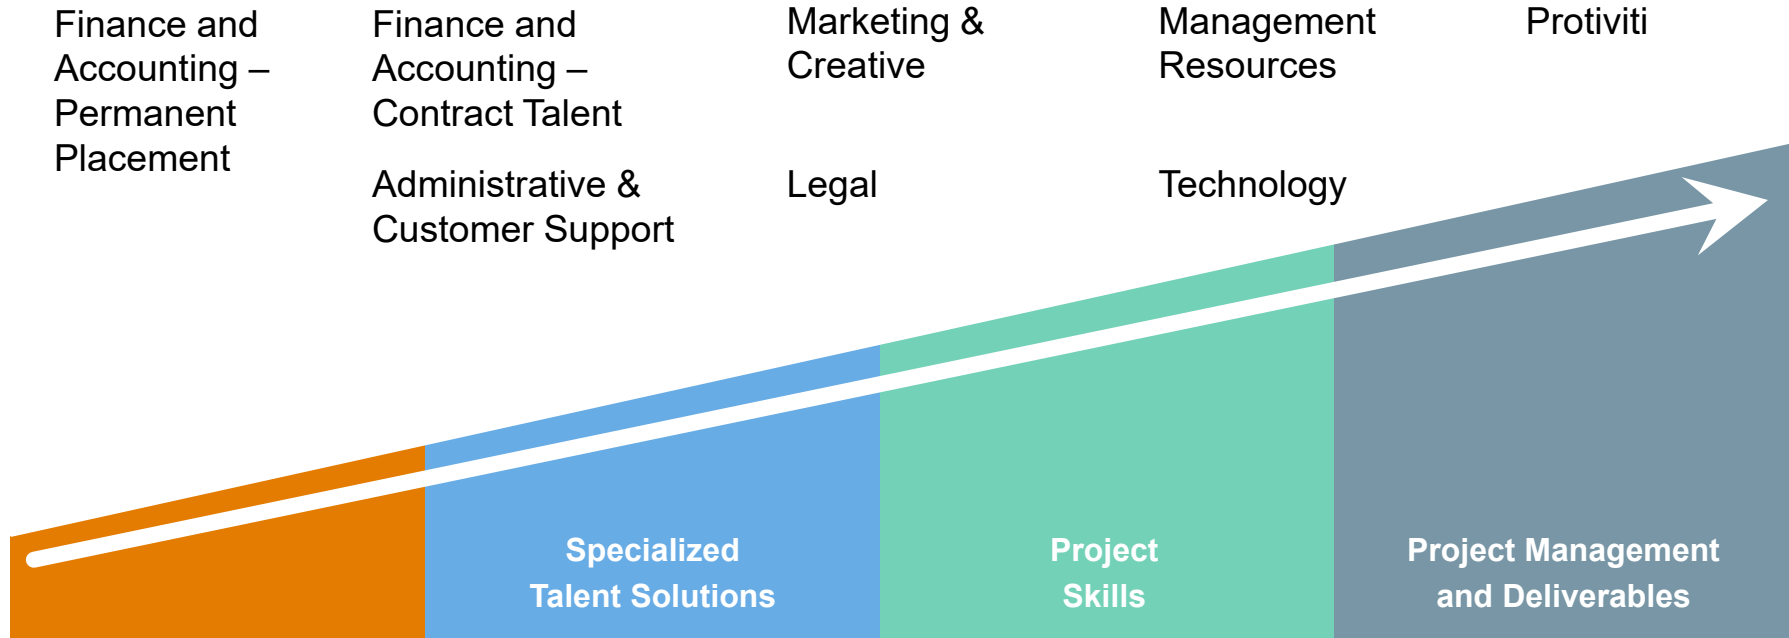 Finance and
Accounting –
Permanent
Placement
Finance and
Accounting –
Contract Talent
Administrative &
Customer Support
Marketing &
Creative
Legal
Management
Resources
Technology
Protiviti
Specialized
Talent Solutions
Project
Skills
Project Management
and Deliverables